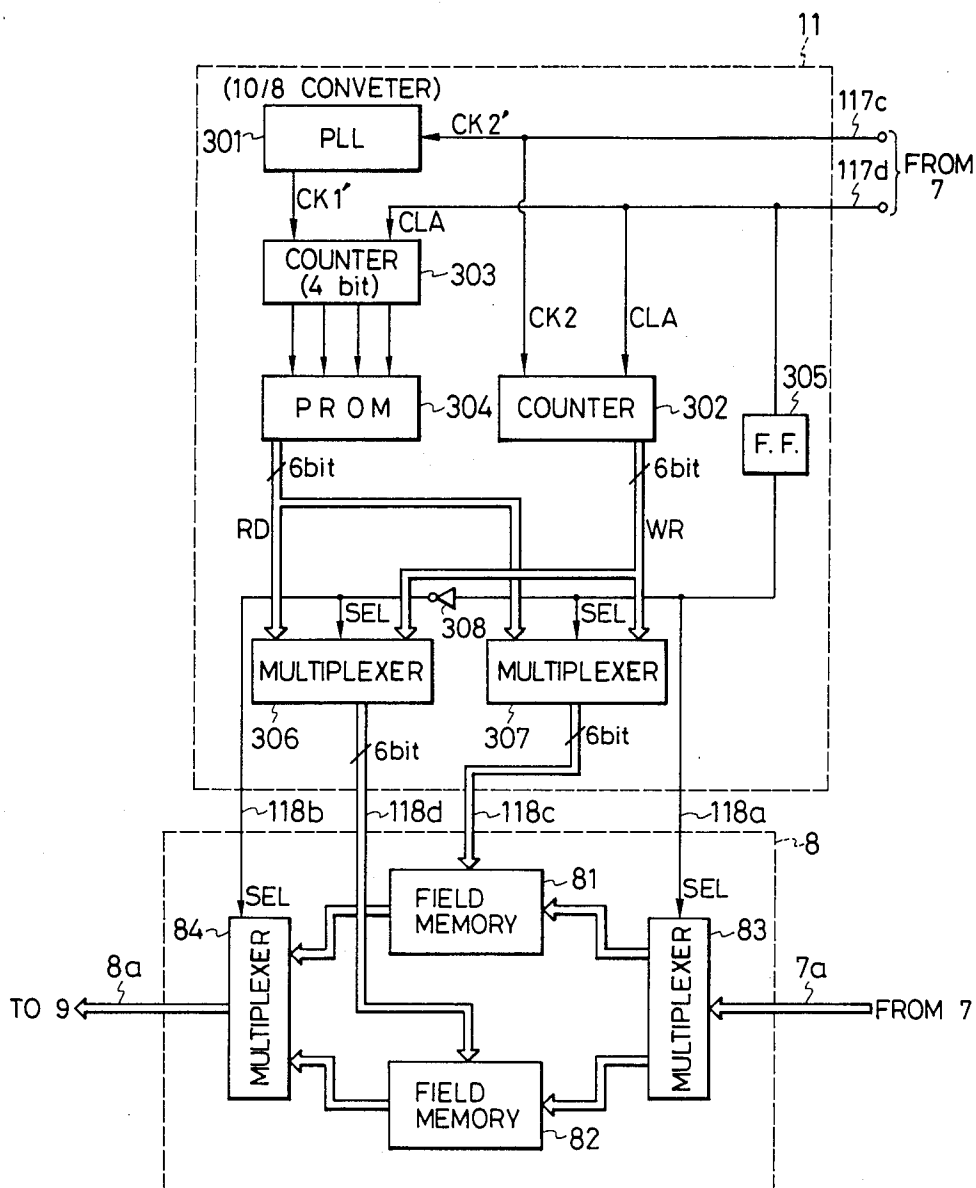 11
(10/8 CONVETER)
301
PLL
CK2'
117c
117d
FROM
7
CK1'
CLA
COUNTER
(4 bit)
303
CK2
CLA
305
PROM
304
COUNTER
302
F. F.
6bit
6bit
RD
WR
SEL
308
SEL
MULTIPLEXER
MULTIPLEXER
306
307
6bit
6bit
118b
118d
118c
118a
8
81
SEL
FIELD
MEMORY
SEL
84
83
8a
MULTIPLEXER
MULTIPLEXER
7a
TO 9
FROM 7
FIELD
MEMORY
82